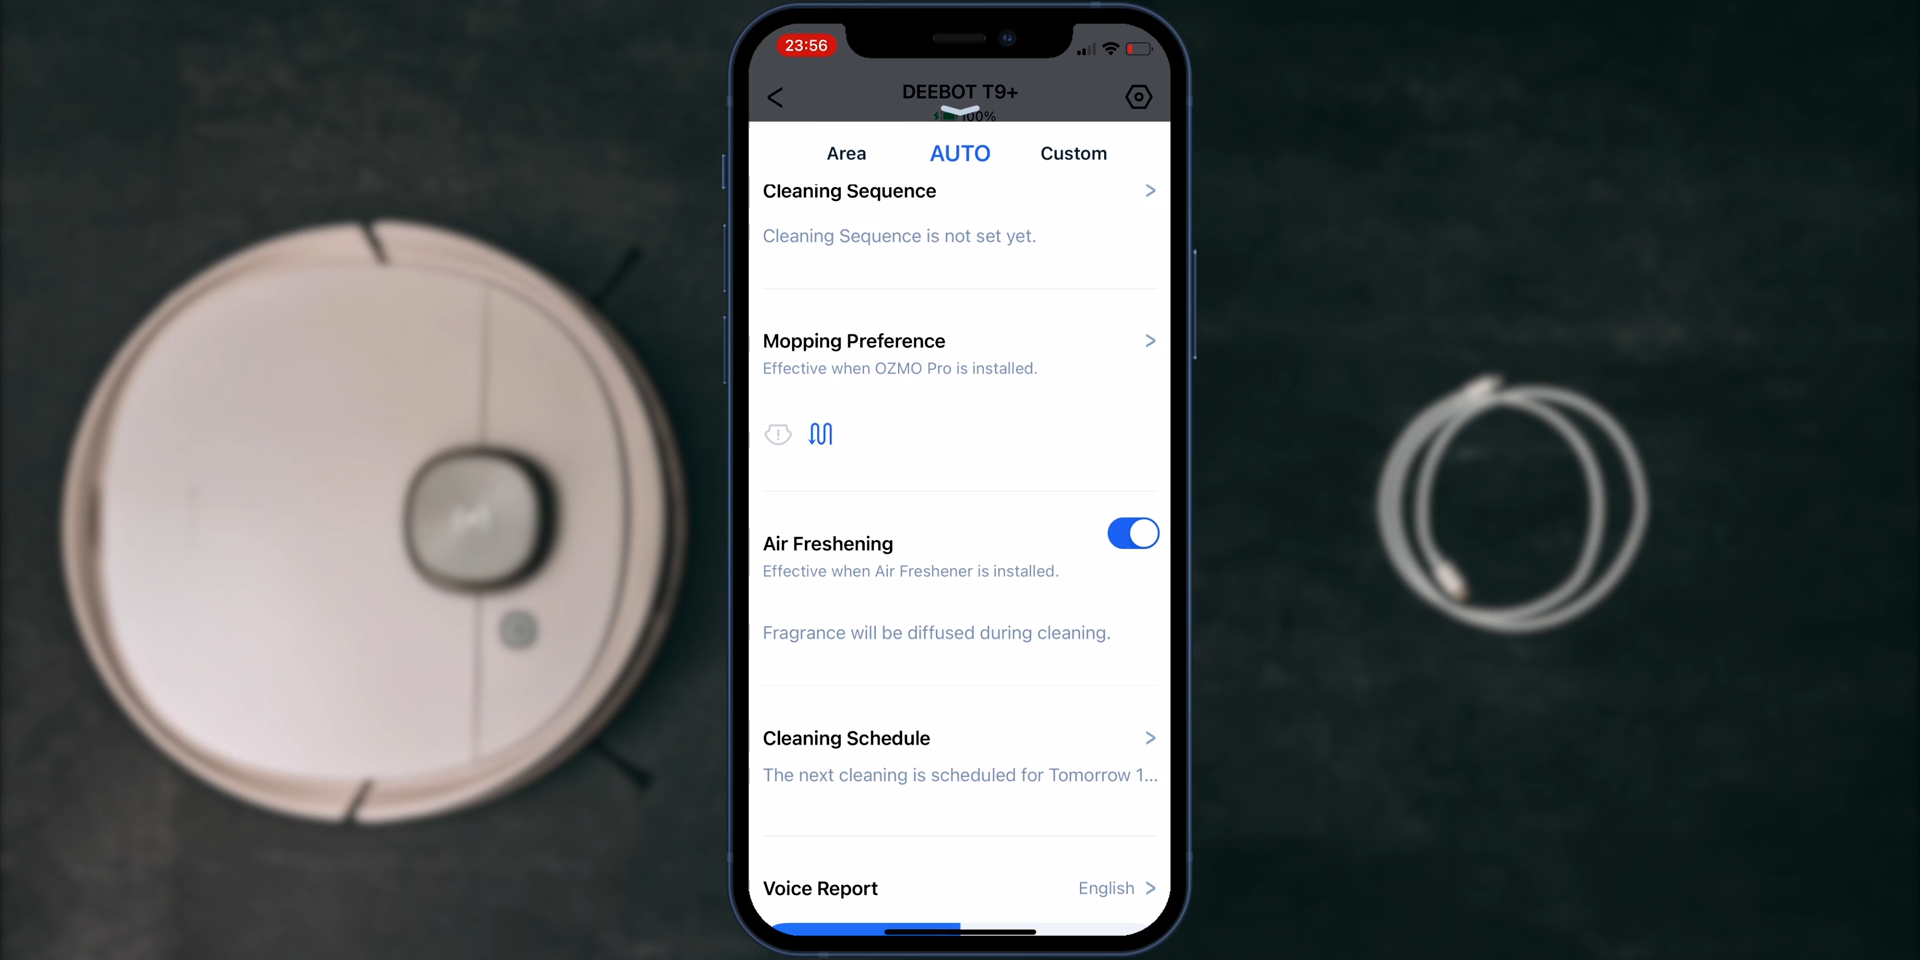 23:56
DEEBOT T9+
100%
Area
AUTO
Custom
Cleaning Sequence
Cleaning Sequence is not set yet.
Mopping Preference
Effective when OZMO Pro is installed.
Air Freshening
Effective when Air Freshener is installed.
Fragrance will be diffused during cleaning.
Cleaning Schedule
The next cleaning is scheduled for Tomorrow 1...
Voice Report
English